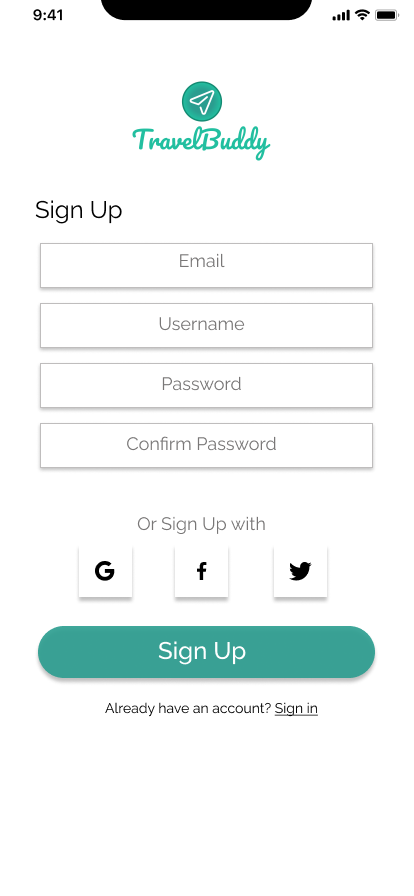 9:41
TravelBuddy
Sign Up
Email
Username
Password
Confirm Password
Or Sign Up with
Sign Up
Already have an account? Sign in